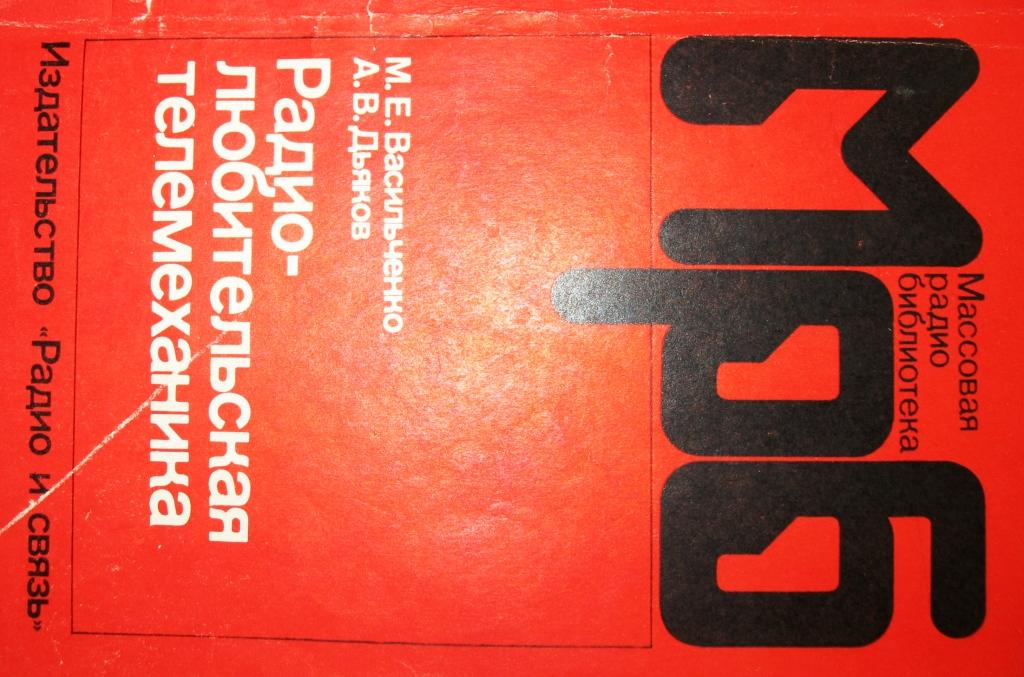 Массовая
радио
библиотека
Мрб
М. Е. Васильченко
А. В. Дьяков
Радио-
любительская
телемеханика
Издательство «Радио и связь»